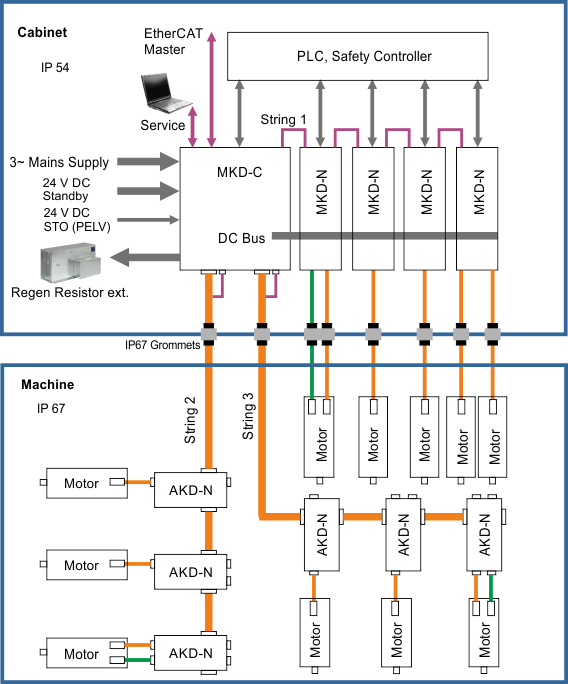 Cabinet
IP 54
EtherCAT
Master
PLC, Safety Controller
Service
String 1
3~ Mains Supply
24 V DC
Standby
24 V DC
STO (PELV)
Regen Resistor ext.
MKD-C
DC Bus
MKD-N
MKD-N
MKD-N
MKD-N
IP67 Grommets
Machine
IP 67
String 2
String 3
Motor
Motor
Motor
Motor
Motor
Motor
AKD-N
Motor
AKD-N
Motor
AKD-N
AKD-N
AKD-N
AKD-N
Motor
Motor
Motor